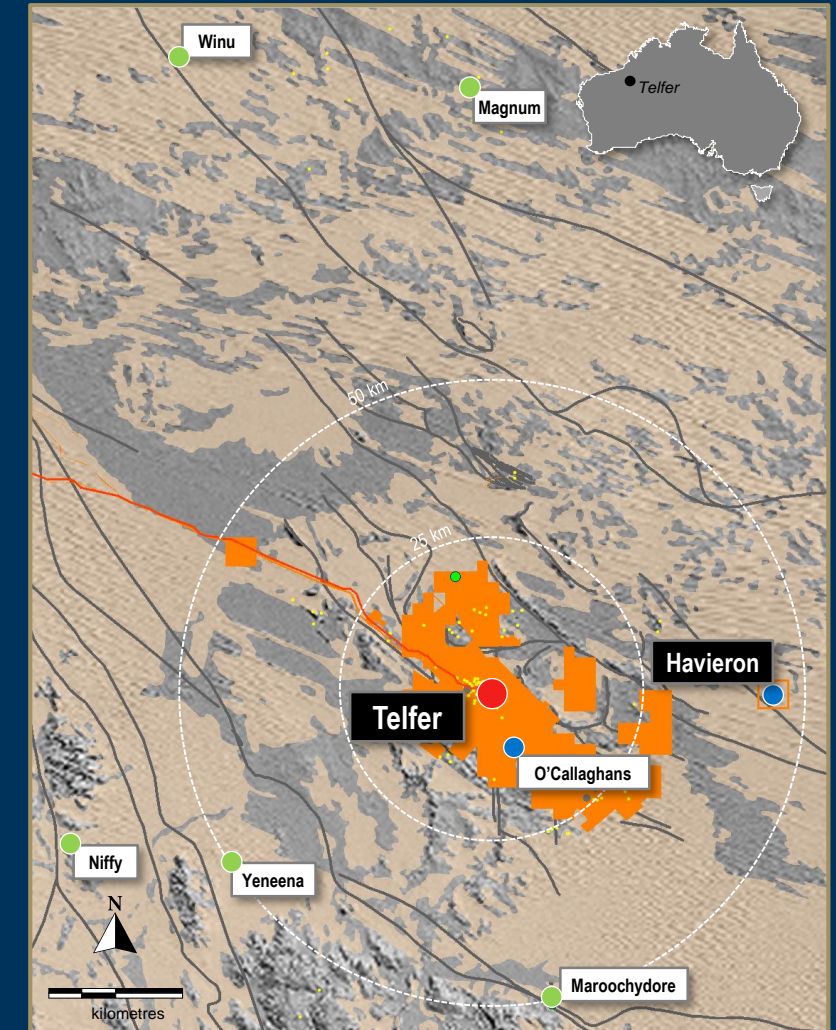 Winu
Magnum
Telfer
50 km
25 km
Havieron
Telfer
O'Callaghans
Niffy
Yeneena
N
Maroochydore
kilometres